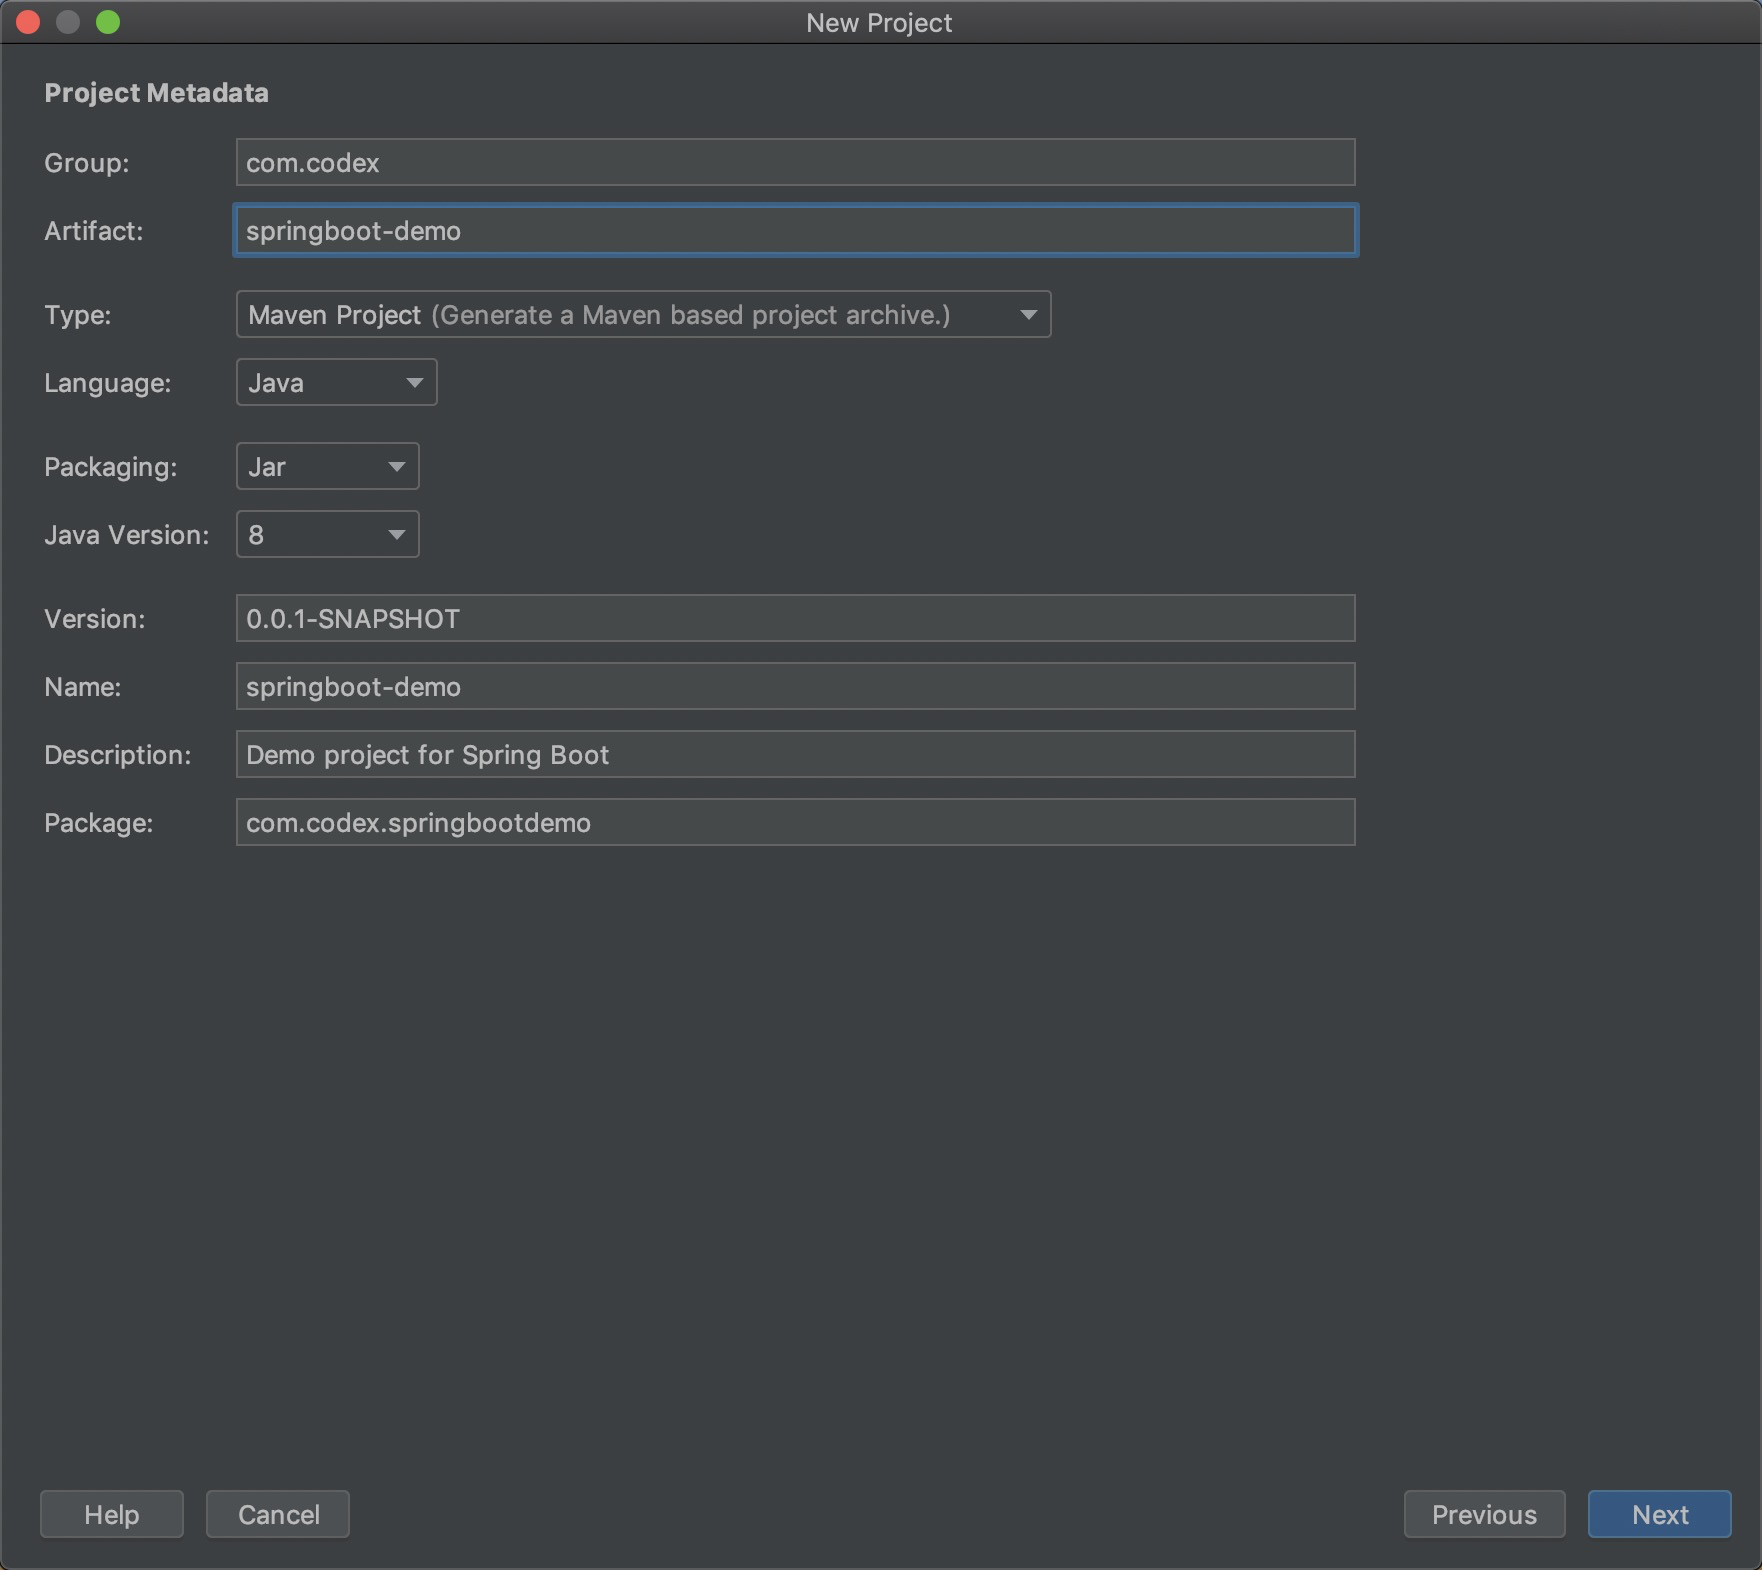 New Project
Project Metadata
Group: com.codex
Artifact: springboot-demo
Type: Maven Project (Generate a Maven based project archive.)
Language: Java
Packaging: Jar
Java Version: 8
Version: 0.0.1-SNAPSHOT
Name: springboot-demo
Description: Demo project for Spring Boot
Package: com.codex.springbootdemo
Help Cancel Previous Next